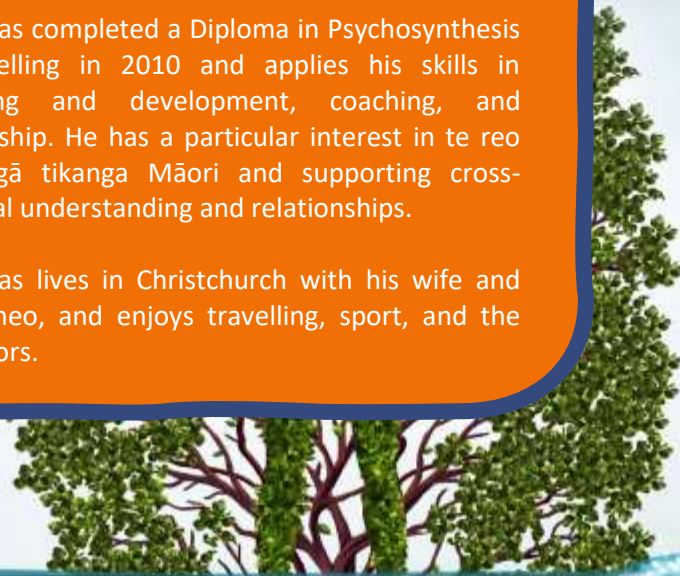 as completed a Diploma in Psychosynthesis
elling in 2010 and applies his skills in
ng and development, coaching, and
ship. He has a particular interest in te reo
gā tikanga Māori and supporting cross-
al understanding and relationships.
as lives in Christchurch with his wife and
neo, and enjoys travelling, sport, and the
ors.